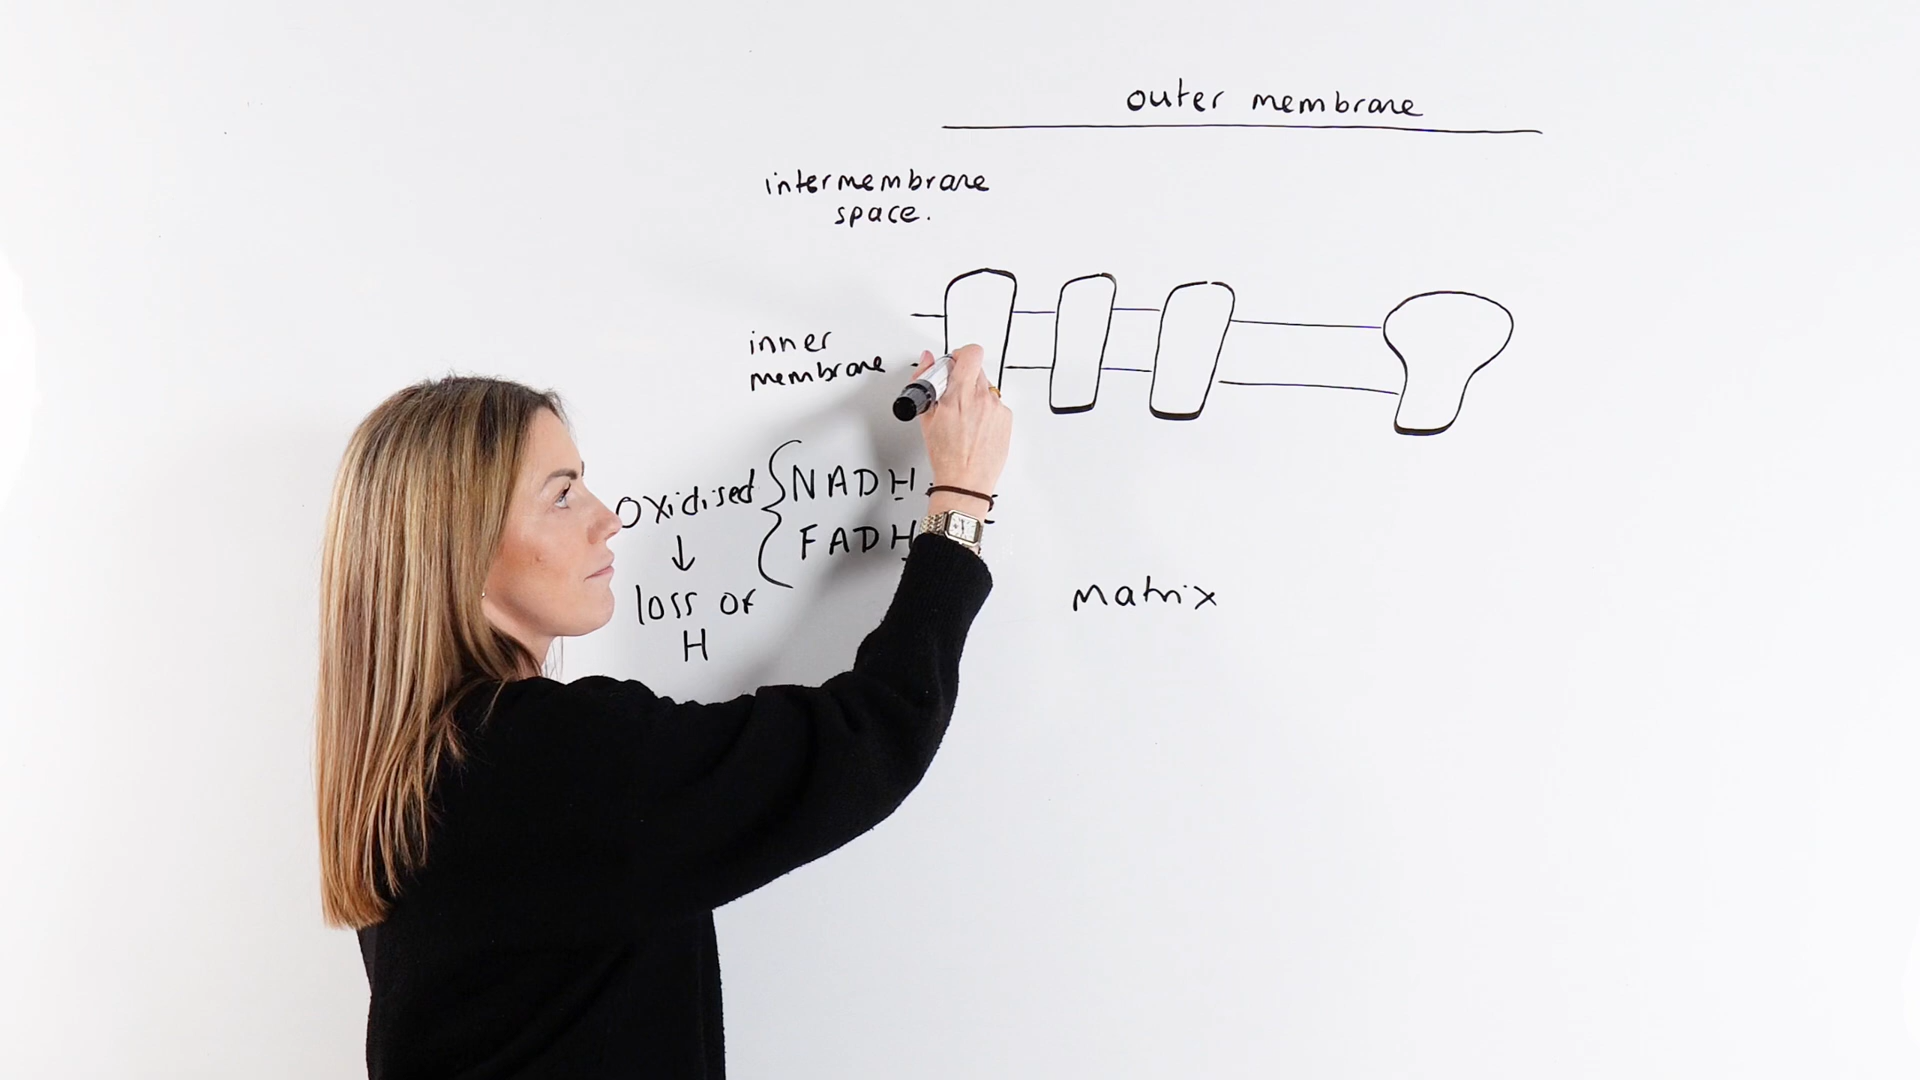 outer membrane
intermembrane
space.
inner
membrane
oxidised
NADH
FADH
↓
loss of
H
matrix